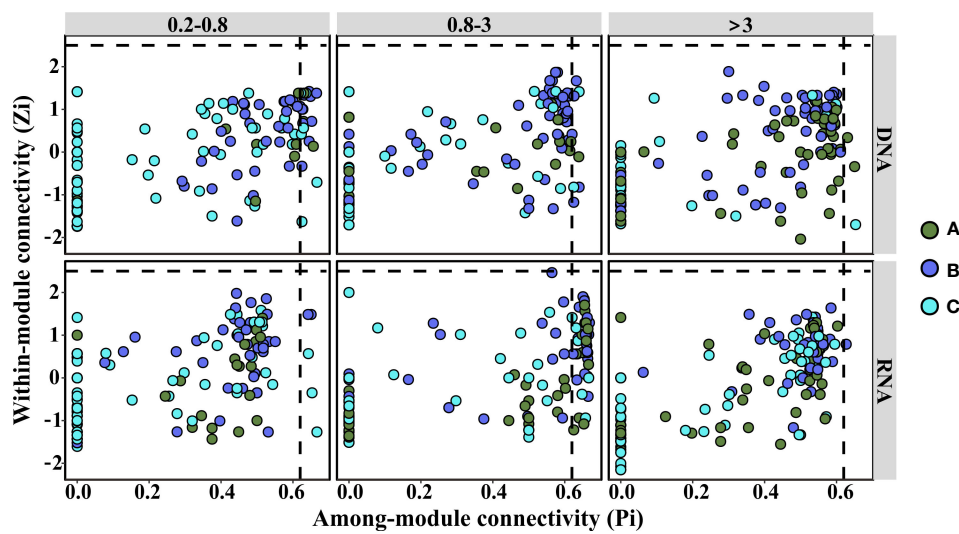 0.2-0.8 0.8-3 >3
Within-module connectivity (Zi)
2
1
0
-1
-2
DNA
2
1
0
-1
-2
RNA
A
B
C
0.0 0.2 0.4 0.6 0.0 0.2 0.4 0.6 0.0 0.2 0.4 0.6
Among-module connectivity (Pi)